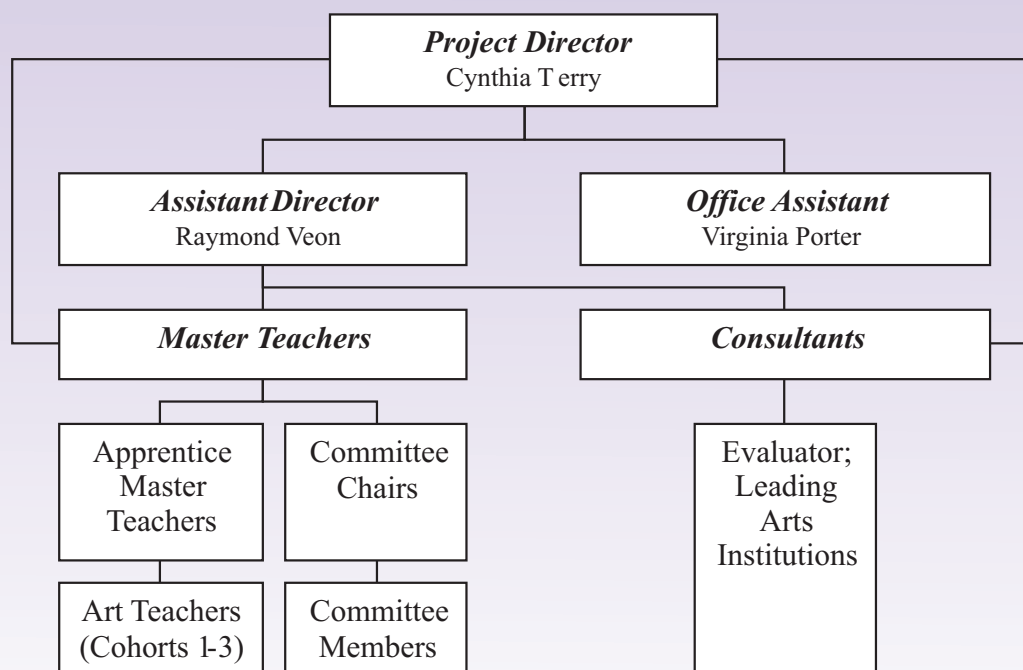 Project Director
Cynthia Terry
Assistant Director
Raymond Veon
Office Assistant
Virginia Porter
Master Teachers
Consultants
Apprentice
Master
Teachers
Committee
Chairs
Evaluator;
Leading
Arts
Institutions
Art Teachers
(Cohorts 1-3)
Committee
Members